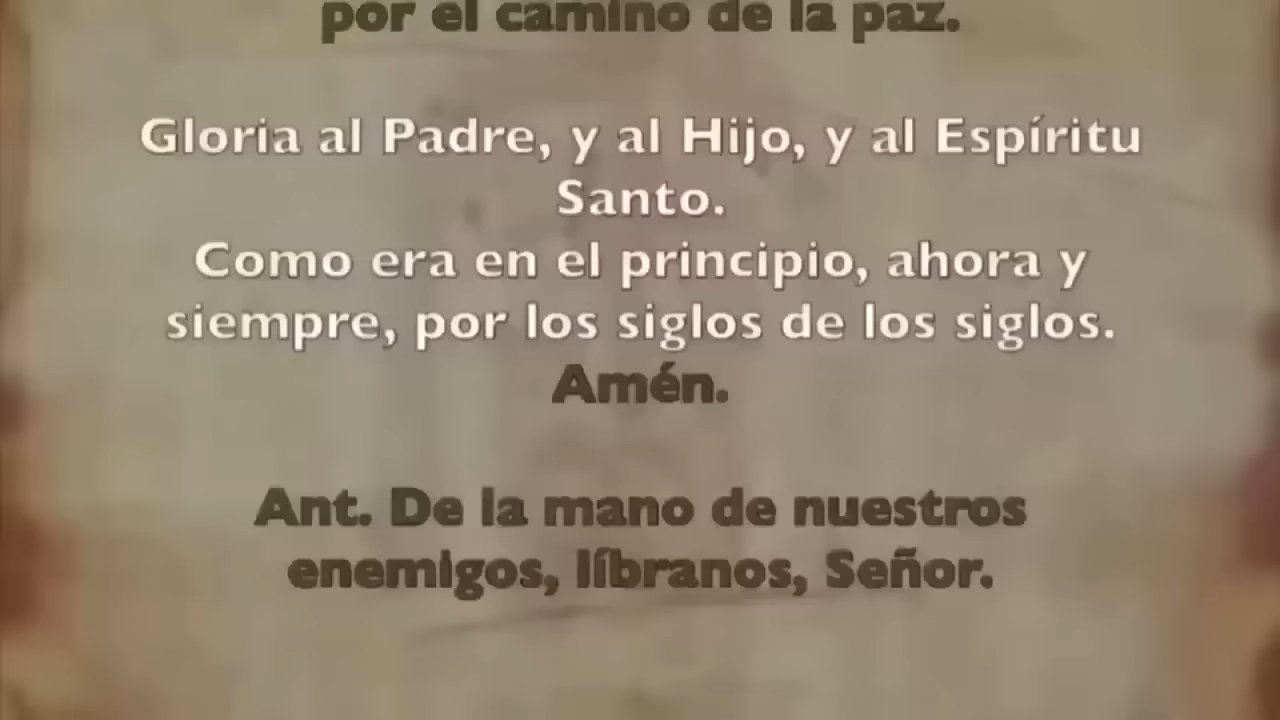 por el camino de la paz.
Gloria al Padre, y al Hijo, y al Espíritu
Santo.
Como era en el principio, ahora y
siempre, por los siglos de los siglos.
Amén.
Ant. De la mano de nuestros
enemigos, líbranos, Señor.